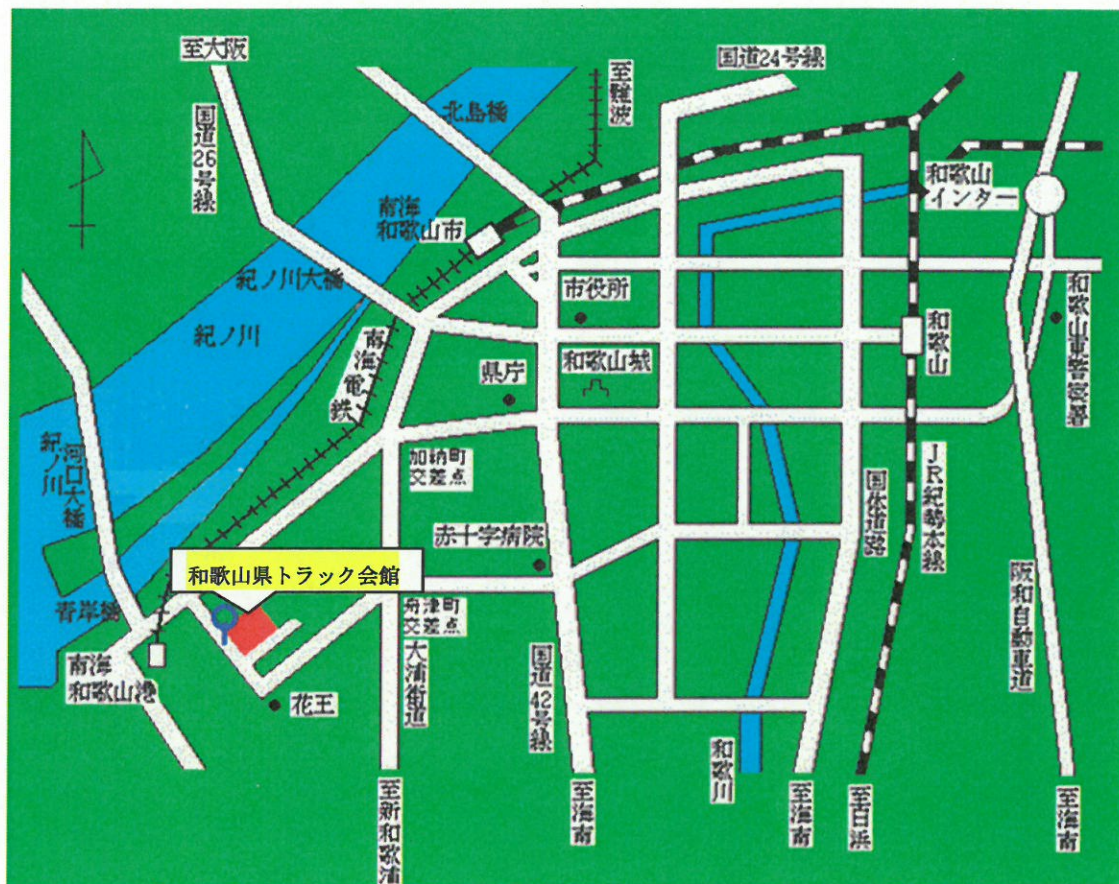 至大阪
国道26号線
北島橋
至難波
国道24号線
南海
和歌山市
和歌山
インター
紀ノ川大橋
紀ノ川
市役所
和歌山東警察署
南海電鉄
県庁
和歌山城
和歌山
紀ノ川
河口大橋
加納町
交差点
赤十字病院
国体道路
JR紀勢本線
阪和自動車道
和歌山県トラック会館
青岸橋
舟津町
交差点
大浦街道
国道42号線
南海
和歌山港
花王
和歌川
至新和歌浦
至海南
至海南
至白浜
至海南